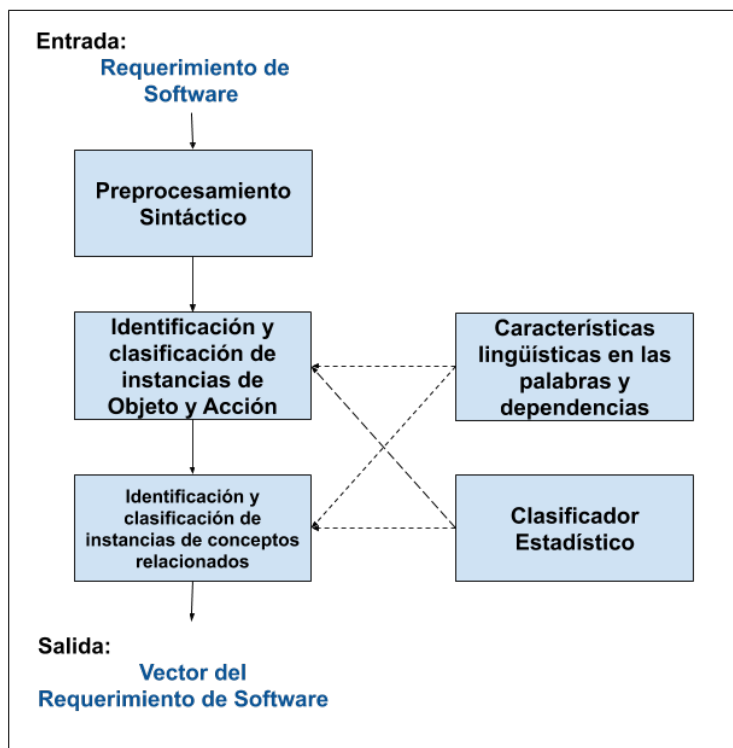 Entrada:
Requerimiento de
Software
Preprocesamiento
Sintáctico
Identificación y
clasificación de
instancias de
Objeto y Acción
Características
lingüísticas en las
palabras y
dependencias
Identificación y
clasificación de
instancias de conceptos
relacionados
Clasificador
Estadístico
Salida:
Vector del
Requerimiento de Software